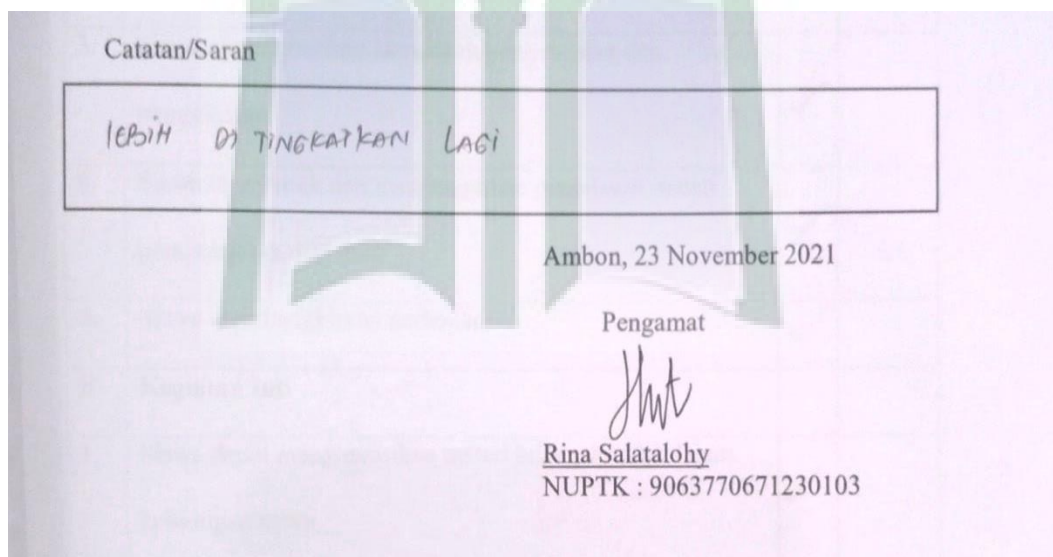 Catatan/Saran
lEBiH Di TiNGKATKAN LAGi
Ambon, 23 November 2021
Pengamat
Rina Salatalohy
NUPTK : 9063770671230103